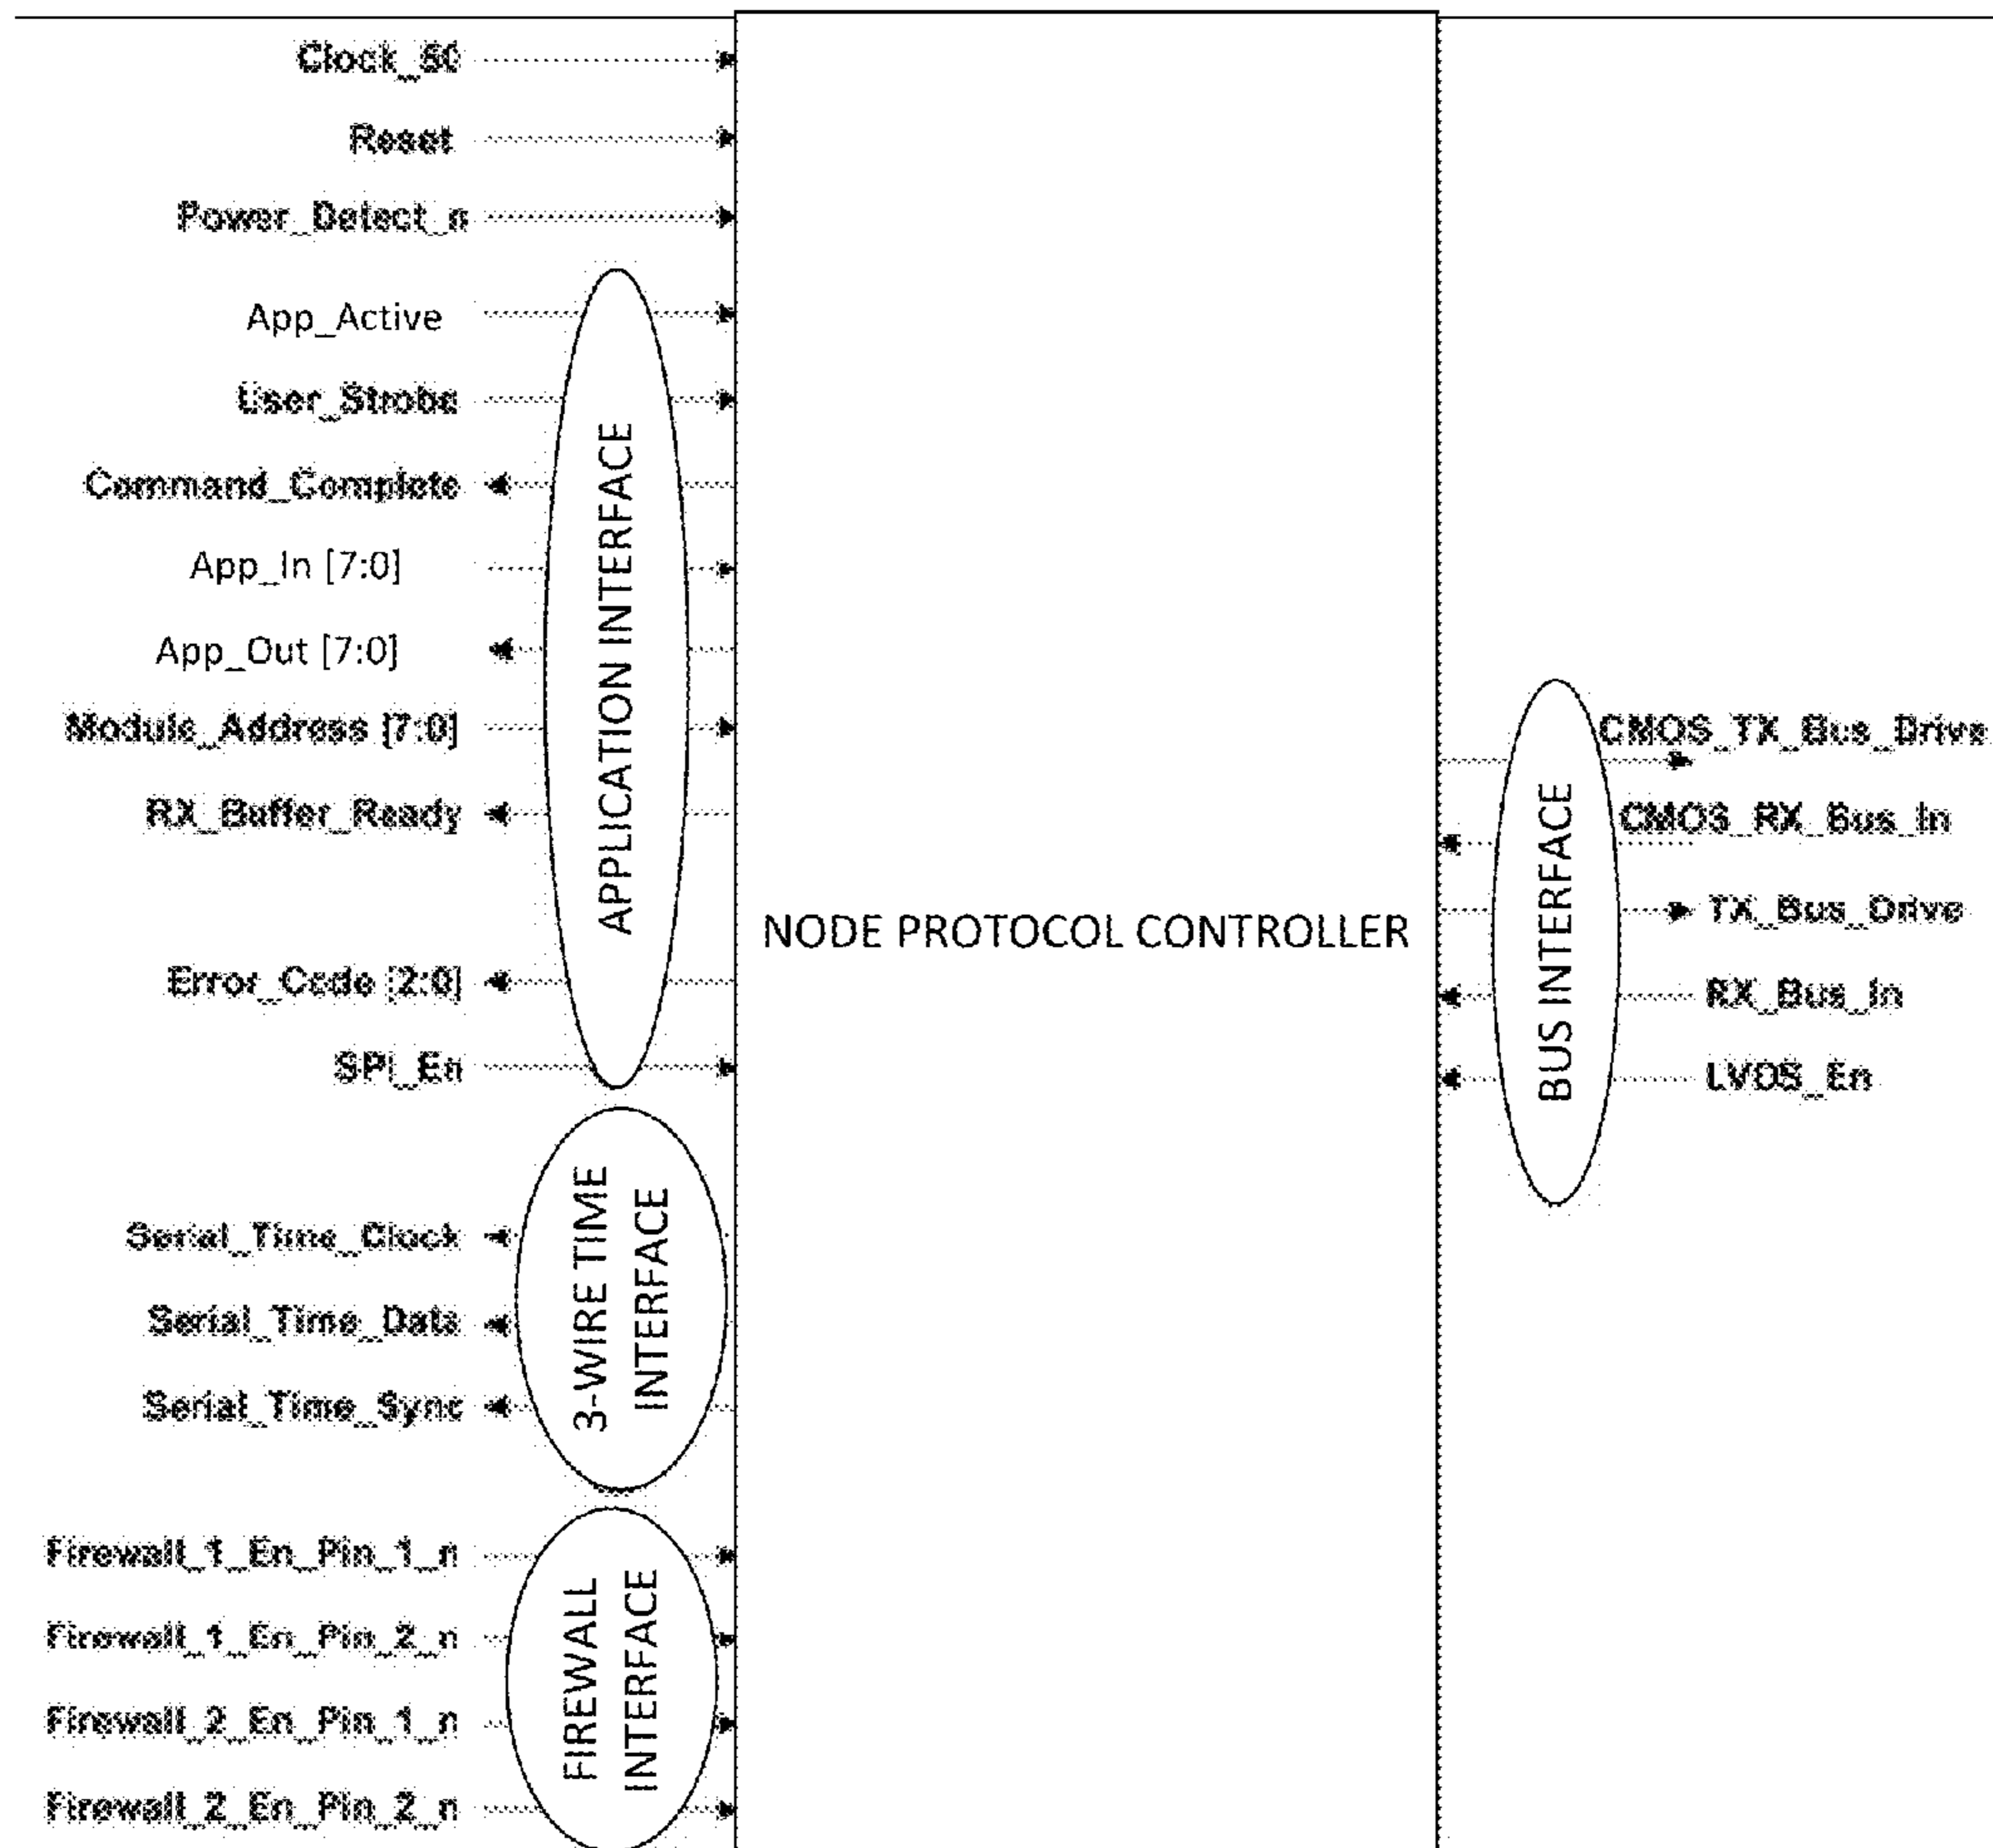 Clock_50
Reset
Power_Detect_n
App_Active
User_Strobe
Command_Complete
App_In [7:0]
App_Out [7:0]
Module_Address [7:0]
RX_Buffer_Ready
Error_Code [2:0]
SPI_En
APPLICATION INTERFACE
Serial_Time_Clock
Serial_Time_Data
Serial_Time_Sync
3-WIRE TIME
INTERFACE
Firewall_1_En_Pin_1_n
Firewall_1_En_Pin_2_n
Firewall_2_En_Pin_1_n
Firewall_2_En_Pin_2_n
FIREWALL
INTERFACE
NODE PROTOCOL CONTROLLER
BUS INTERFACE
CMOS_TX_Bus_Drive
CMOS_RX_Bus_In
TX_Bus_Drive
RX_Bus_In
LVDS_En